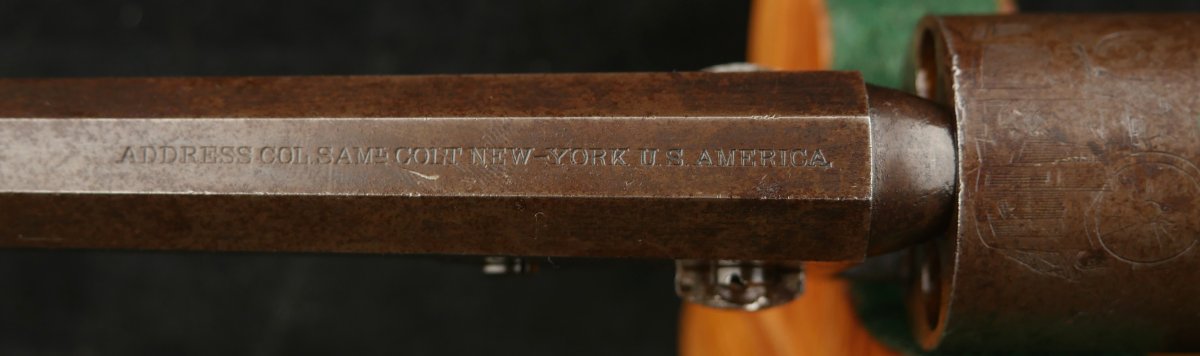 ADDRESS COL. SAMᴸ COLT NEW-YORK U.S. AMERICA.